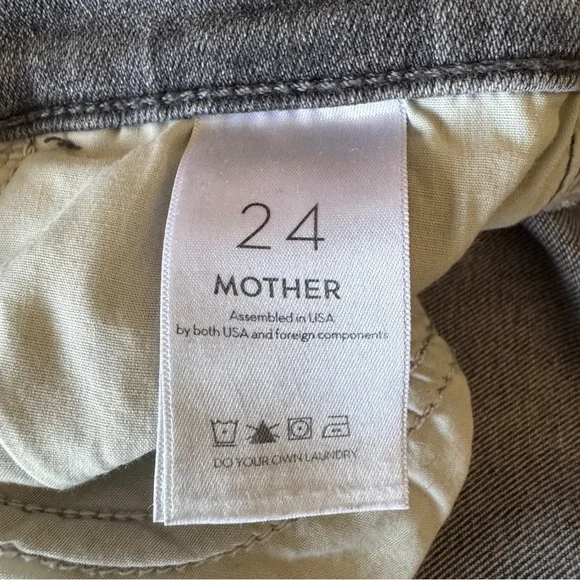 24
MOTHER
Assembled in USA
by both USA and foreign components
DO YOUR OWN LAUNDRY